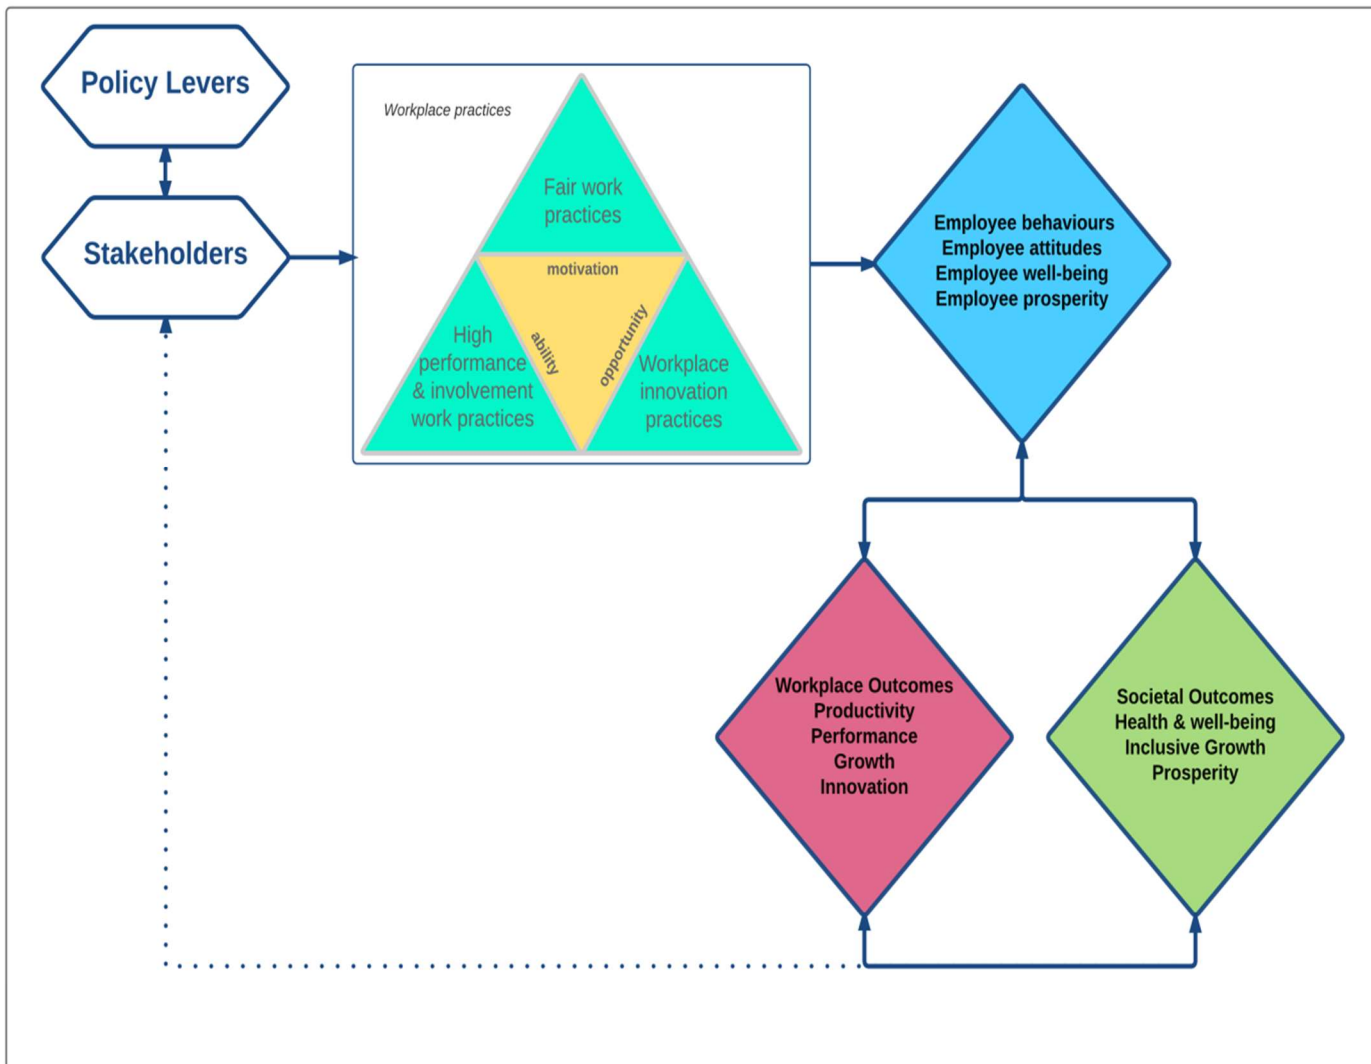 Policy Levers
Stakeholders
Workplace practices
Fair work
practices
motivation
ability
opportunity
High
performance
& involvement
work practices
Workplace
innovation
practices
Employee behaviours
Employee attitudes
Employee well-being
Employee prosperity
Workplace Outcomes
Productivity
Performance
Growth
Innovation
Societal Outcomes
Health & well-being
Inclusive Growth
Prosperity